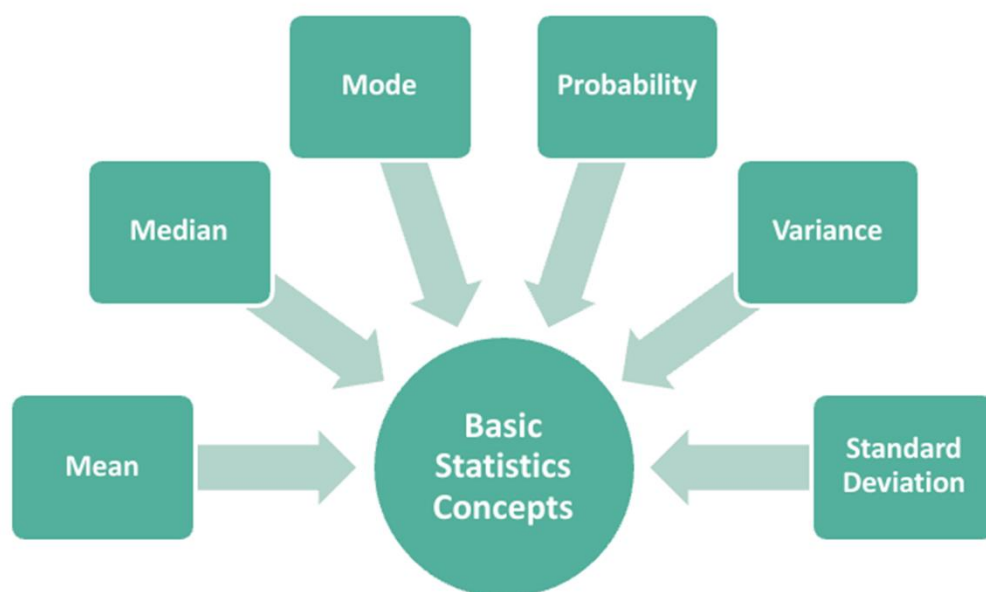 Mode
Probability
Median
Variance
Mean
Basic
Statistics
Concepts
Standard
Deviation